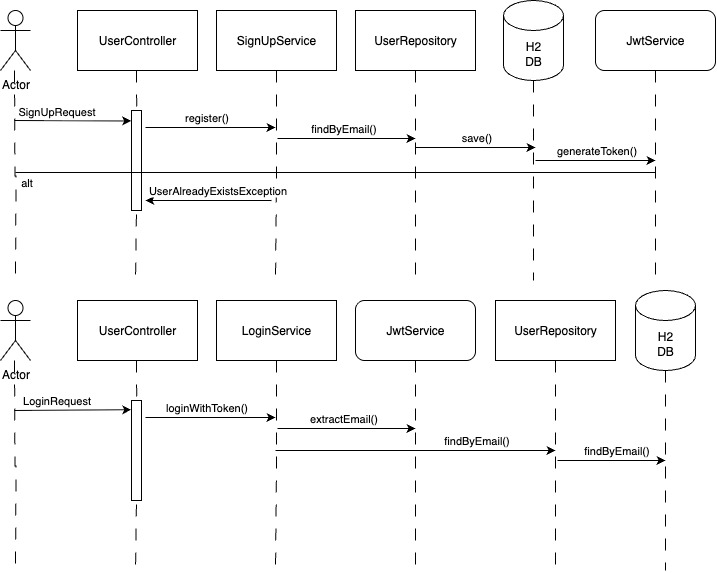 UserController
SignUpService
UserRepository
H2
DB
JwtService
Actor
SignUpRequest
register()
findByEmail()
save()
generateToken()
alt
UserAlreadyExistsException
UserController
LoginService
JwtService
UserRepository
H2
DB
Actor
LoginRequest
loginWithToken()
extractEmail()
findByEmail()
findByEmail()